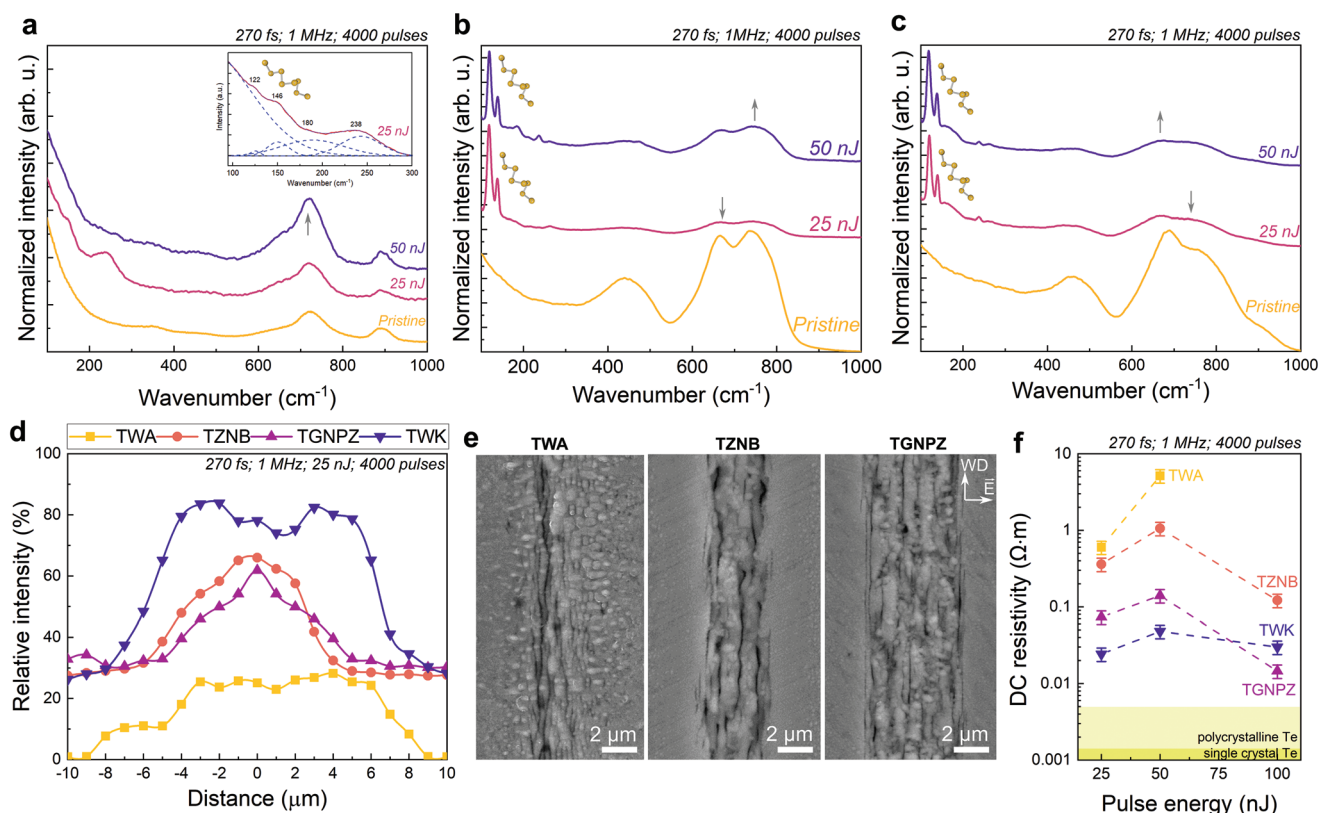 a
270 fs; 1 MHz; 4000 pulses
Normalized intensity (arb. u.)
Intensity (a.u.)
122
146
180
238
25 nJ
100 150 200 250 300
Wavenumber (cm-1)
50 nJ
25 nJ
Pristine
200 400 600 800 1000
Wavenumber (cm-1)
b
270 fs; 1MHz; 4000 pulses
Normalized intensity (arb. u.)
50 nJ
25 nJ
Pristine
200 400 600 800 1000
Wavenumber (cm-1)
c
270 fs; 1 MHz; 4000 pulses
Normalized intensity (arb. u.)
50 nJ
25 nJ
Pristine
200 400 600 800 1000
Wavenumber (cm-1)
d
TWA TZNB TGNPZ TWK
270 fs; 1 MHz; 25 nJ; 4000 pulses
Relative intensity (%)
100
80
60
40
20
0
-10 -8 -6 -4 -2 0 2 4 6 8 10
Distance (μm)
e
TWA TZNB TGNPZ
WD
E
2 μm 2 μm 2 μm
f
270 fs; 1 MHz; 4000 pulses
DC resistivity (Ω·m)
10
1
0.1
0.01
0.001
TWA
TZNB
TWK
TGNPZ
polycrystalline Te
single crystal Te
25 50 75 100
Pulse energy (nJ)